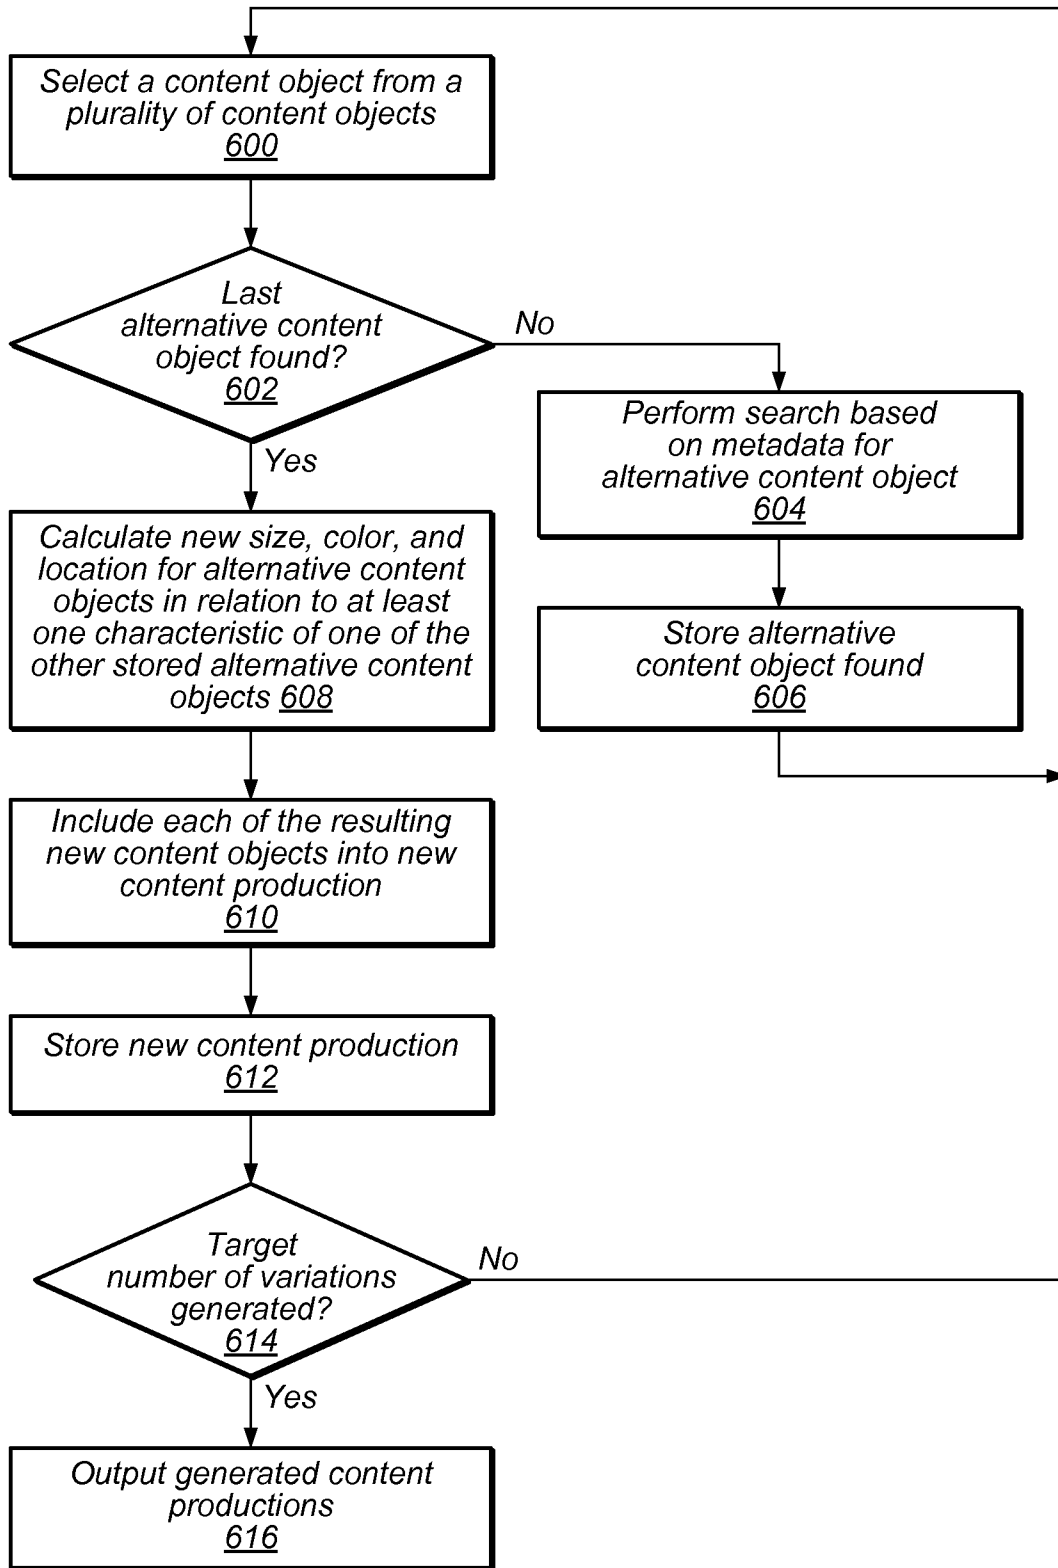 Select a content object from a
plurality of content objects
600
Last
alternative content
object found?
602
No
Yes
Perform search based
on metadata for
alternative content object
604
Calculate new size, color, and
location for alternative content
objects in relation to at least
one characteristic of one of the
other stored alternative content
objects 608
Store alternative
content object found
606
Include each of the resulting
new content objects into new
content production
610
Store new content production
612
Target
number of variations
generated?
614
No
Yes
Output generated content
productions
616